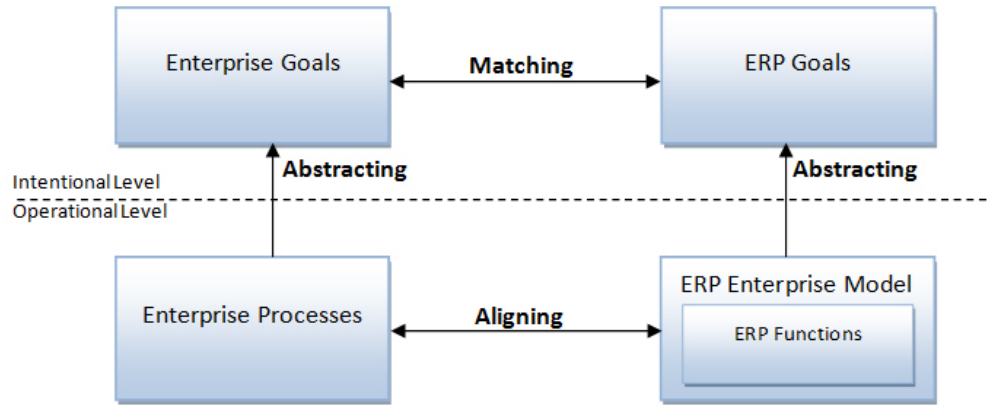 Enterprise Goals
Matching
ERP Goals
Abstracting
Abstracting
Intentional Level
Operational Level
Enterprise Processes
Aligning
ERP Enterprise Model
ERP Functions